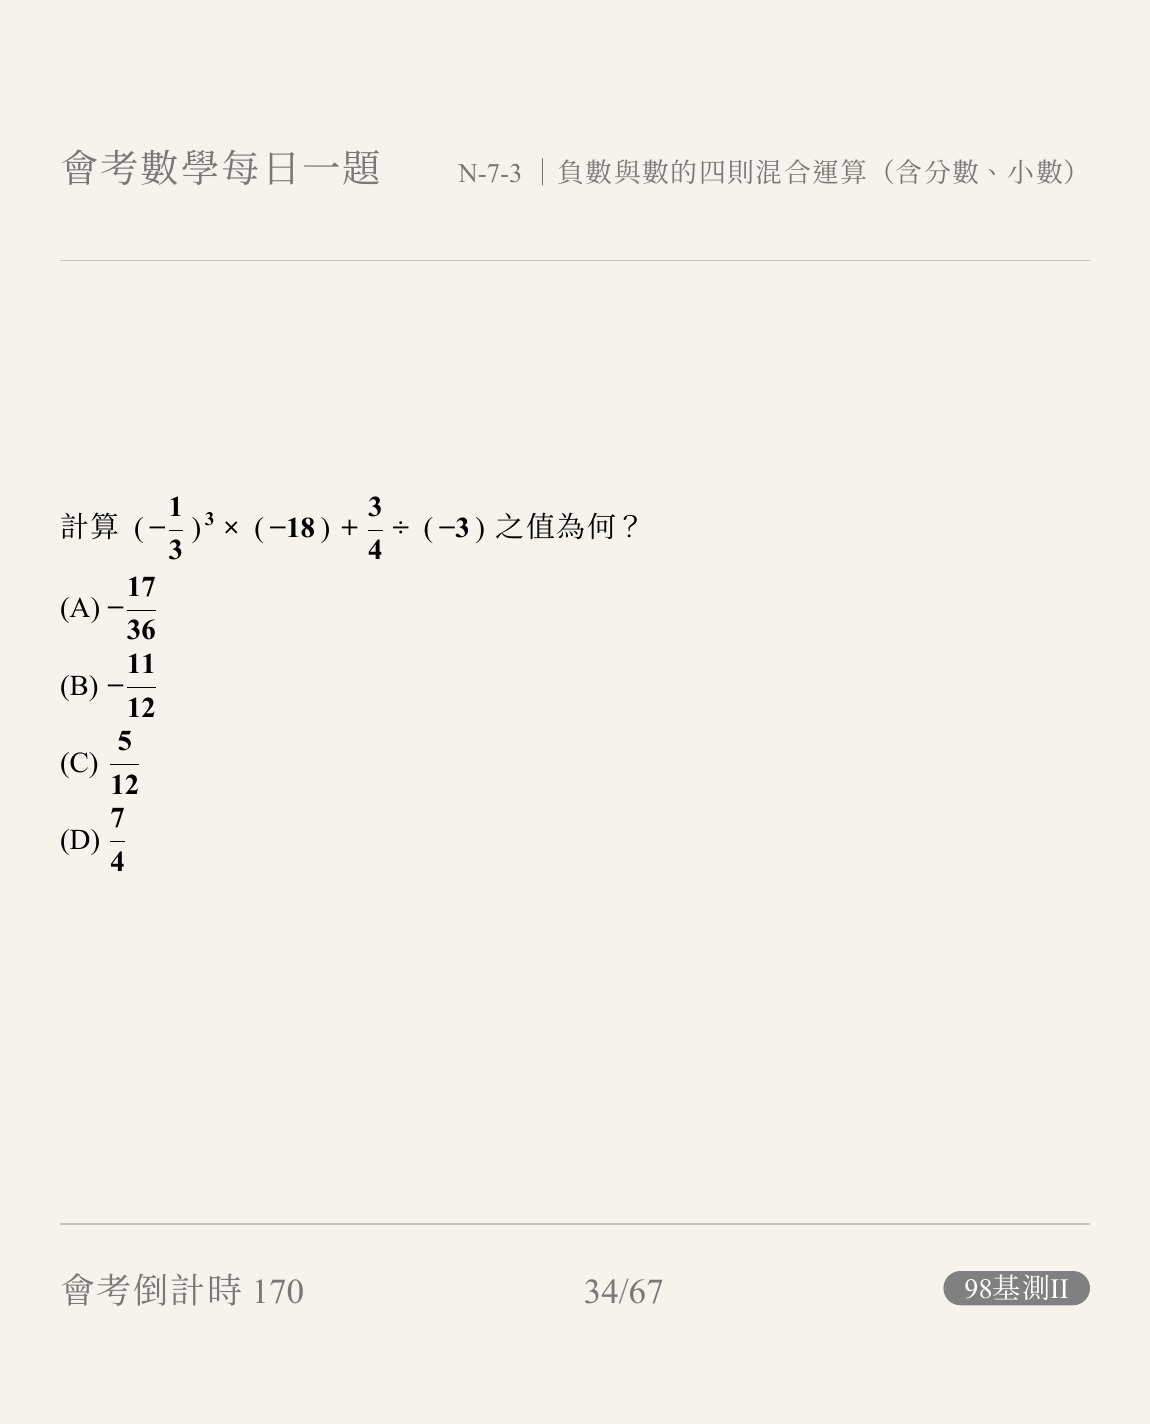 會考數學每日一題
N-7-3｜負數與數的四則混合運算（含分數、小數）
計算 (−1/3)³ × (−18) + 3/4 ÷ (−3) 之值為何？
(A) −17/36
(B) −11/12
(C) 5/12
(D) 7/4
會考倒計時 170
34/67
98基測II